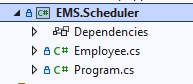 C# EMS.Scheduler
Dependencies
C# Employee.cs
C# Program.cs